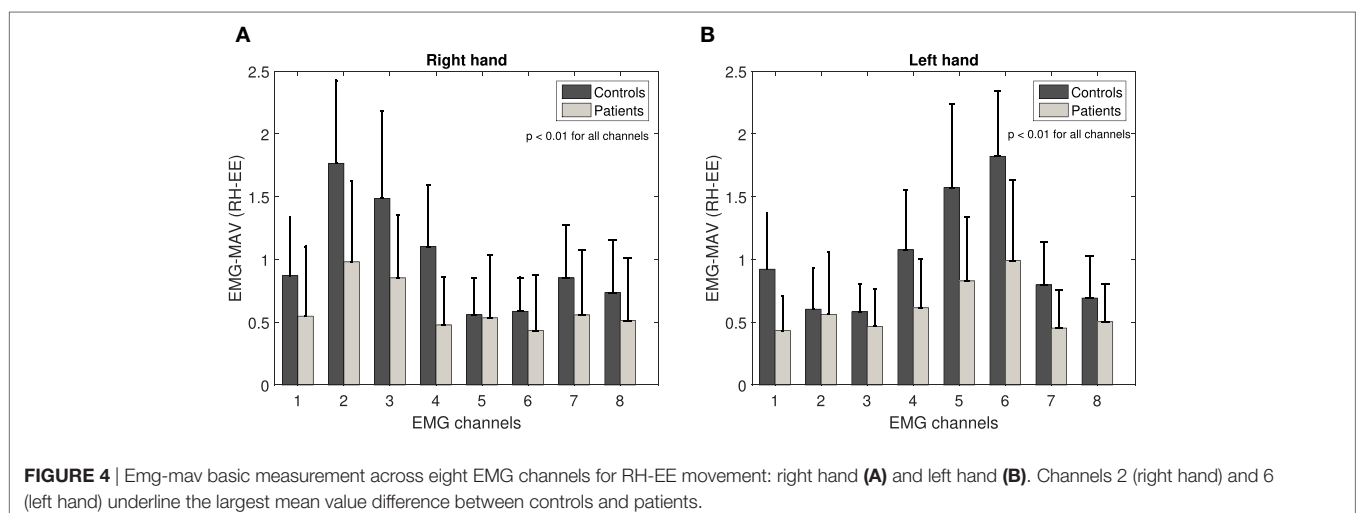 A
Right hand
2.5
2
1.5
1
0.5
0
EMG-MAV (RH-EE)
Controls
Patients
p < 0.01 for all channels
1 2 3 4 5 6 7 8
EMG channels
B
Left hand
2.5
2
1.5
1
0.5
0
EMG-MAV (RH-EE)
Controls
Patients
p < 0.01 for all channels
1 2 3 4 5 6 7 8
EMG channels
FIGURE 4 | Emg-mav basic measurement across eight EMG channels for RH-EE movement: right hand (A) and left hand (B). Channels 2 (right hand) and 6
(left hand) underline the largest mean value difference between controls and patients.